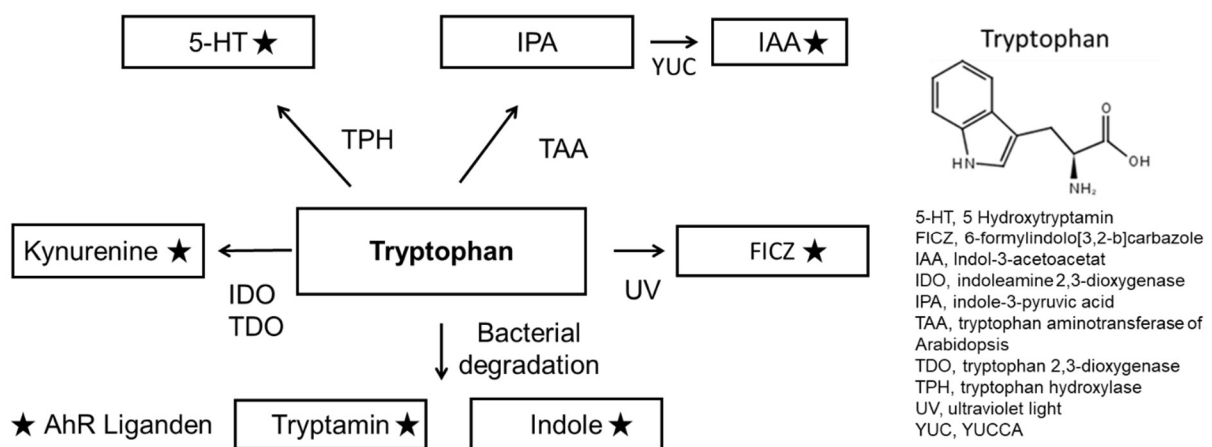 5-HT ★
IPA
YUC
IAA ★
TPH
TAA
Kynurenine ★
IDO
TDO
Tryptophan
UV
FICZ ★
Bacterial
degradation
★ AhR Liganden
Tryptamin ★
Indole ★
Tryptophan
O
OH
NH₂
HN
5-HT, 5 Hydroxytryptamin
FICZ, 6-formylindolo[3,2-b]carbazole
IAA, Indol-3-acetoacetat
IDO, indoleamine 2,3-dioxygenase
IPA, indole-3-pyruvic acid
TAA, tryptophan aminotransferase of
Arabidopsis
TDO, tryptophan 2,3-dioxygenase
TPH, tryptophan hydroxylase
UV, ultraviolet light
YUC, YUCCA